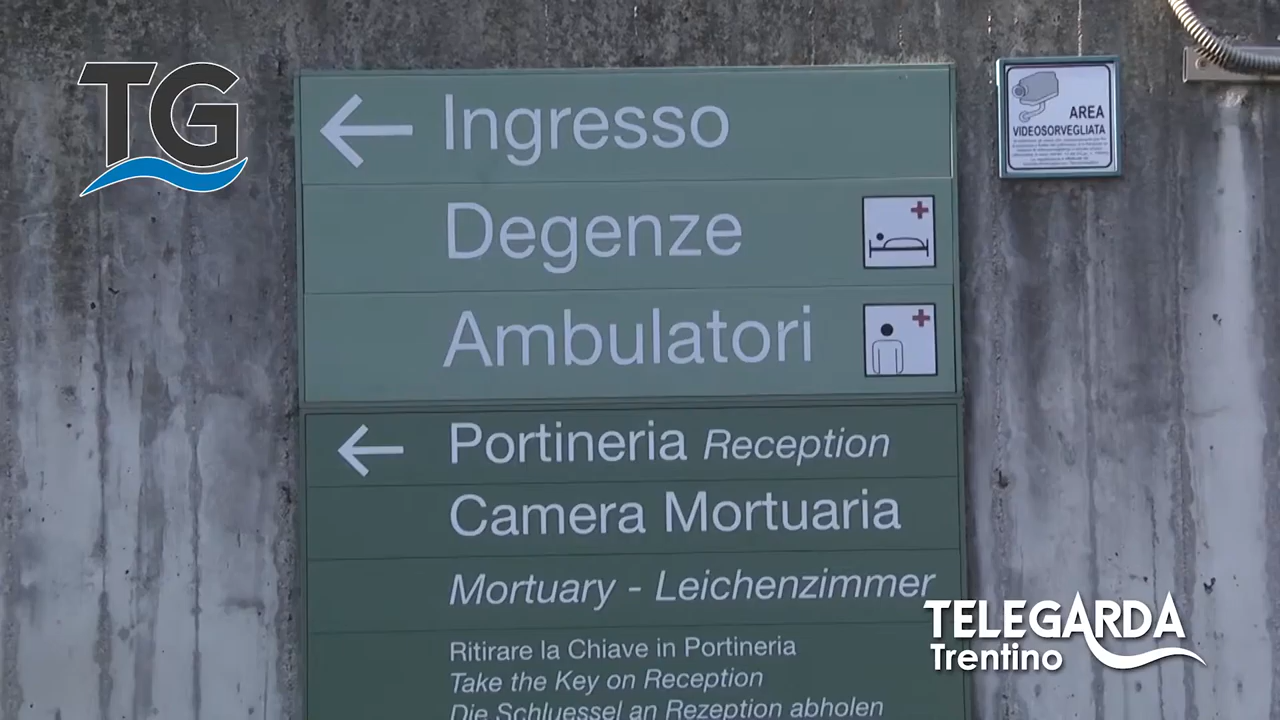 TG
Ingresso
Degenze
Ambulatori
AREA
VIDEOSORVEGLIATA
Portineria Reception
Camera Mortuaria
Mortuary - Leichenzimmer
Ritirare la Chiave in Portineria
Take the Key on Reception
Die Schluessel an Rezeption abholen
TELEGARDA
Trentino